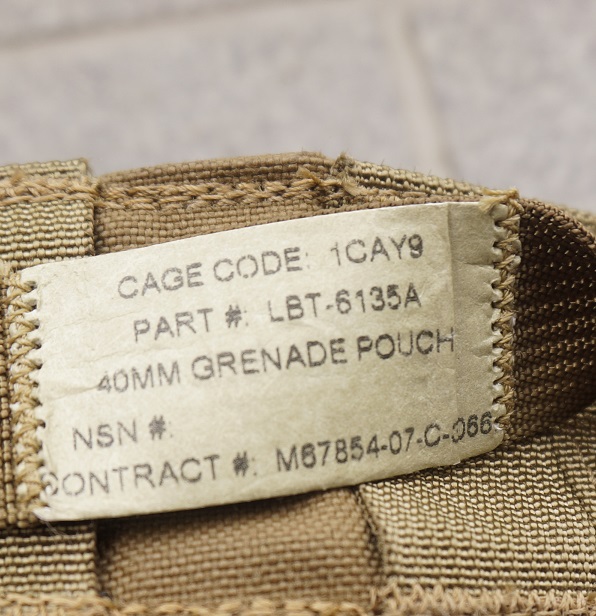 CAGE CODE: 1CAY9
PART #: LBT-6135A
40MM GRENADE POUCH
NSN #:
CONTRACT #: M67854-07-C-066